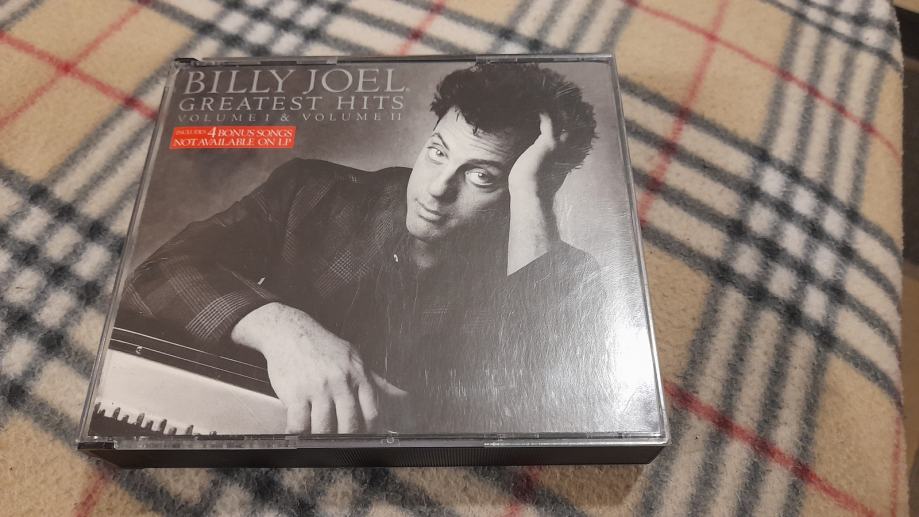 BILLY JOEL®
GREATEST HITS
VOLUME I & VOLUME II
INCLUDES 4 BONUS SONGS
NOT AVAILABLE ON LP